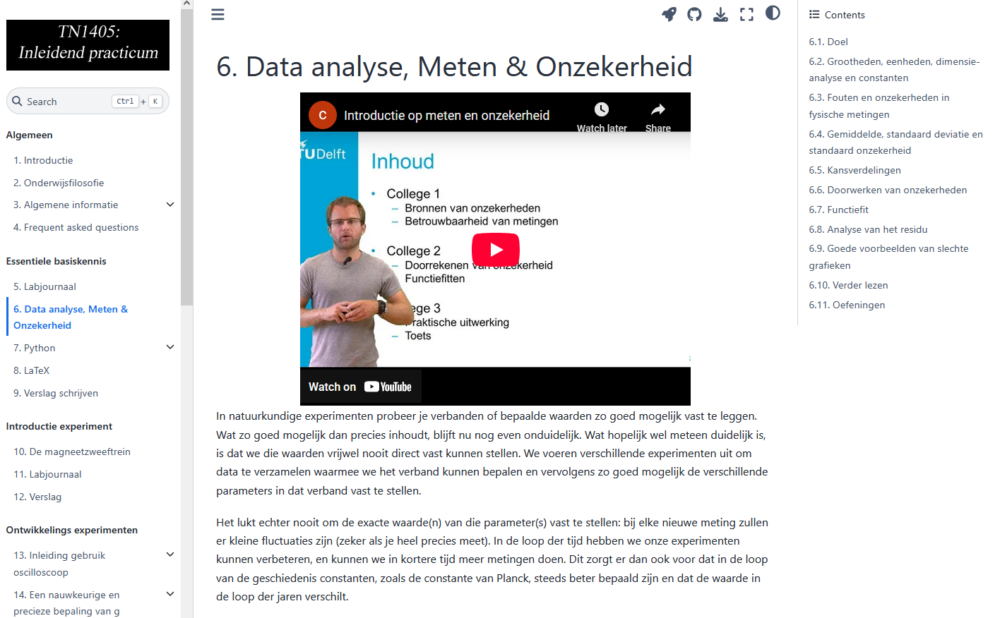 TN1405:
Inleidend practicum
Search
Ctrl + K
Algemeen
1. Introductie
2. Onderwijsfilosofie
3. Algemene informatie
4. Frequent asked questions
Essentiele basiskennis
5. Labjournaal
6. Data analyse, Meten &
Onzekerheid
7. Python
8. LaTeX
9. Verslag schrijven
Introductie experiment
10. De magneetzweeftrein
11. Labjournaal
12. Verslag
Ontwikkelings experimenten
13. Inleiding gebruik
oscilloscoop
14. Een nauwkeurige en
precieze bepaling van g
6. Data analyse, Meten & Onzekerheid
C
Introductie op meten en onzekerheid
Watch later
Share
TUDelft
Inhoud
• College 1
– Bronnen van onzekerheden
– Betrouwbaarheid van metingen
• College 2
– Doorrekenen van onzekerheid
Functiefitten
ege 3
Praktische uitwerking
– Toets
Watch on YouTube
In natuurkundige experimenten probeer je verbanden of bepaalde waarden zo goed mogelijk vast te leggen.
Wat zo goed mogelijk dan precies inhoudt, blijft nu nog even onduidelijk. Wat hopelijk wel meteen duidelijk is,
is dat we die waarden vrijwel nooit direct vast kunnen stellen. We voeren verschillende experimenten uit om
data te verzamelen waarmee we het verband kunnen bepalen en vervolgens zo goed mogelijk de verschillende
parameters in dat verband vast te stellen.
Het lukt echter nooit om de exacte waarde(n) van die parameter(s) vast te stellen: bij elke nieuwe meting zullen
er kleine fluctuaties zijn (zeker als je heel precies meet). In de loop der tijd hebben we onze experimenten
kunnen verbeteren, en kunnen we in kortere tijd meer metingen doen. Dit zorgt er dan ook voor dat in de loop
van de geschiedenis constanten, zoals de constante van Planck, steeds beter bepaald zijn en dat de waarde in
de loop der jaren verschilt.
Contents
6.1. Doel
6.2. Grootheden, eenheden, dimensie-
analyse en constanten
6.3. Fouten en onzekerheden in
fysische metingen
6.4. Gemiddelde, standaard deviatie en
standaard onzekerheid
6.5. Kansverdelingen
6.6. Doorwerken van onzekerheden
6.7. Functiefit
6.8. Analyse van het residu
6.9. Goede voorbeelden van slechte
grafieken
6.10. Verder lezen
6.11. Oefeningen